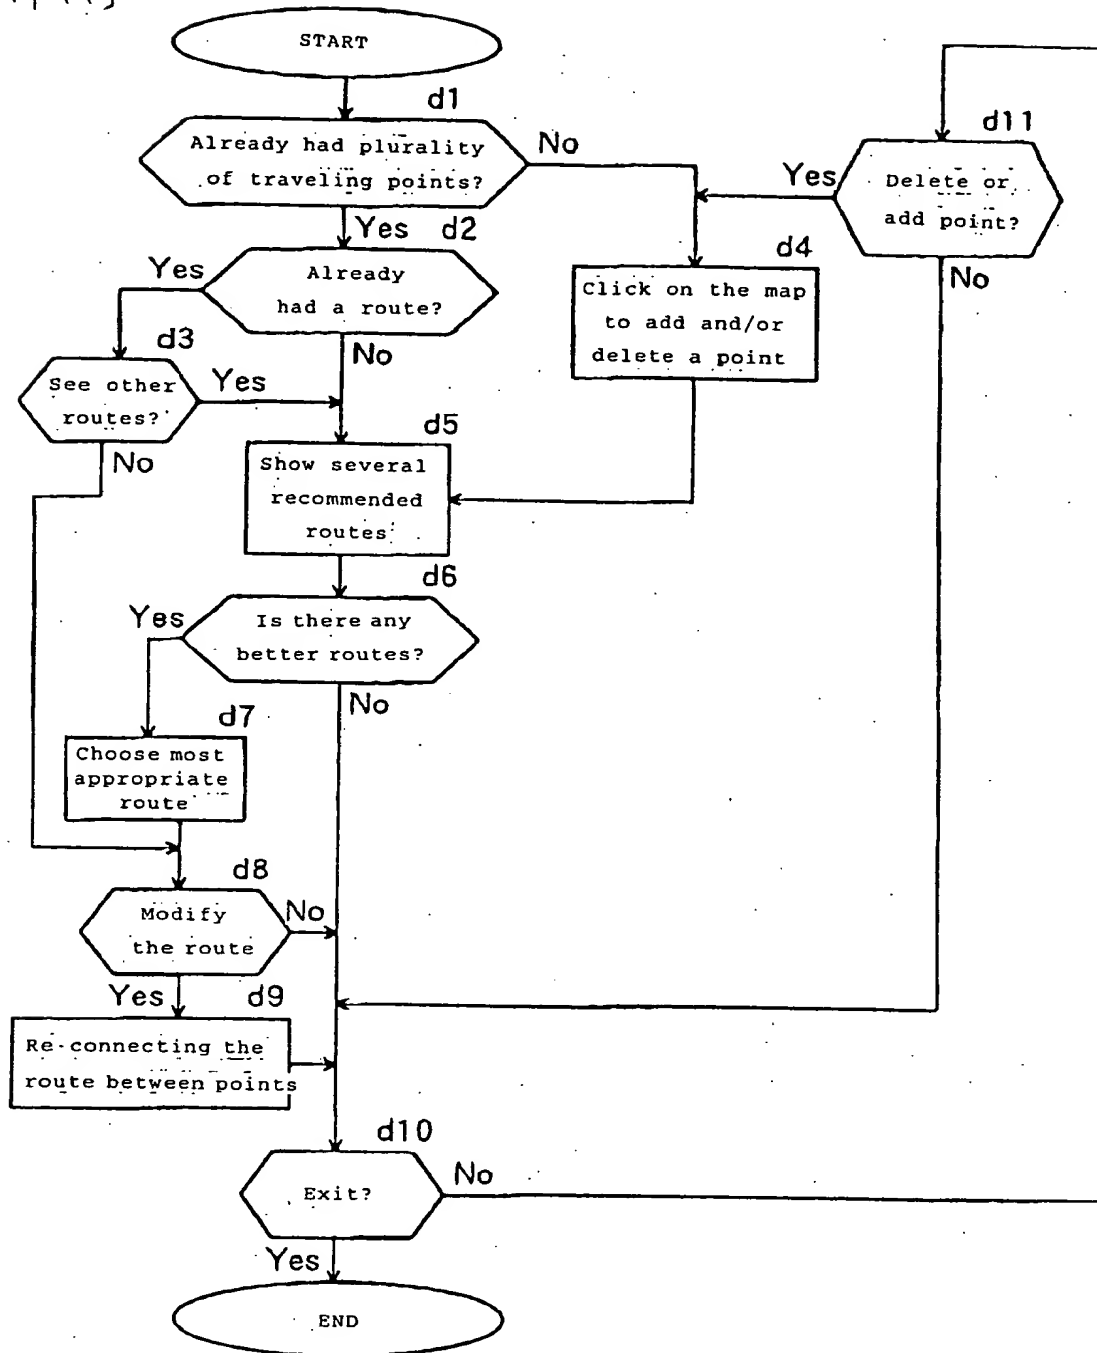 START
d1
Already had plurality
of traveling points?
No
Yes
d2
Already
had a route?
Yes
No
d3
See other
routes?
Yes
No
d11
Delete or
add point?
Yes
No
d4
Click on the map
to add and/or
delete a point
d5
Show several
recommended
routes
d6
Is there any
better routes?
Yes
No
d7
Choose most
appropriate
route
d8
Modify
the route
No
Yes
d9
Re-connecting the
route between points
d10
Exit?
No
Yes
END